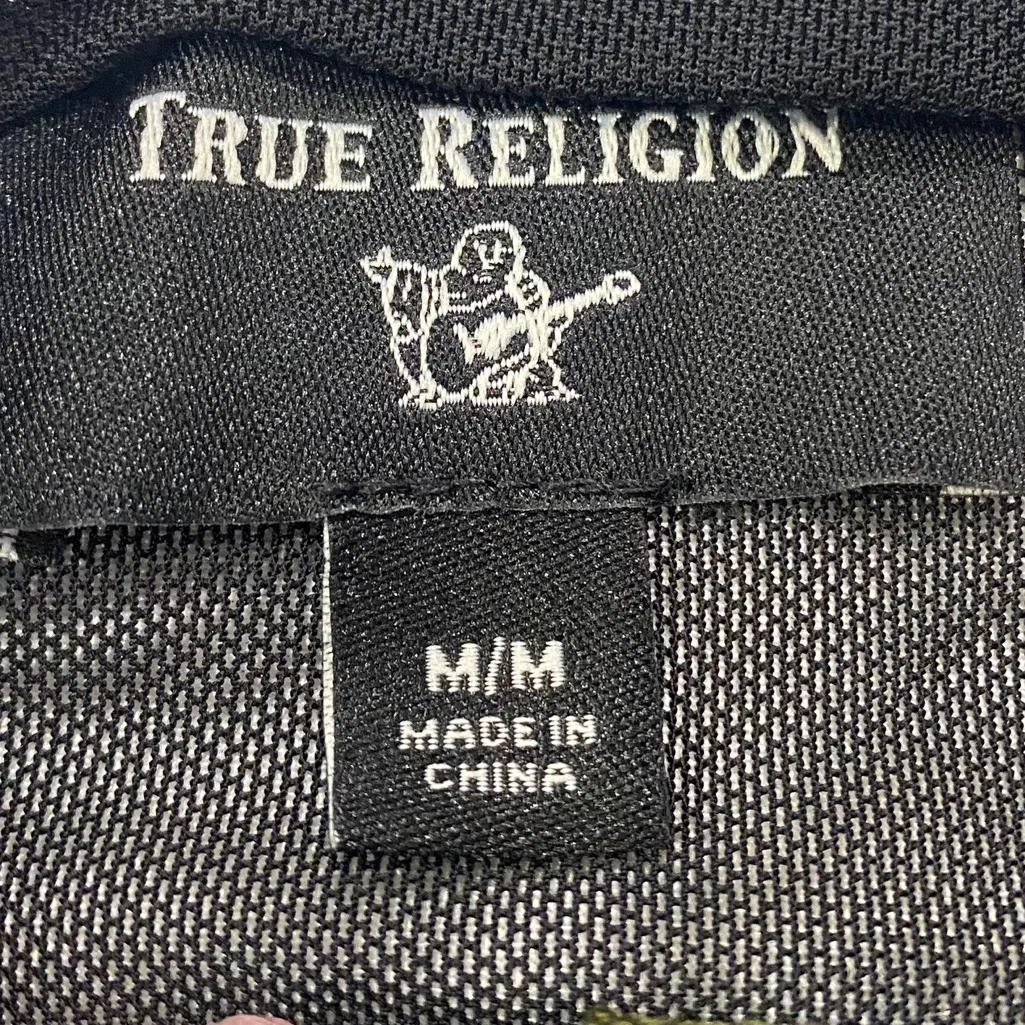 TRUE RELIGION
M/M
MADE IN
CHINA